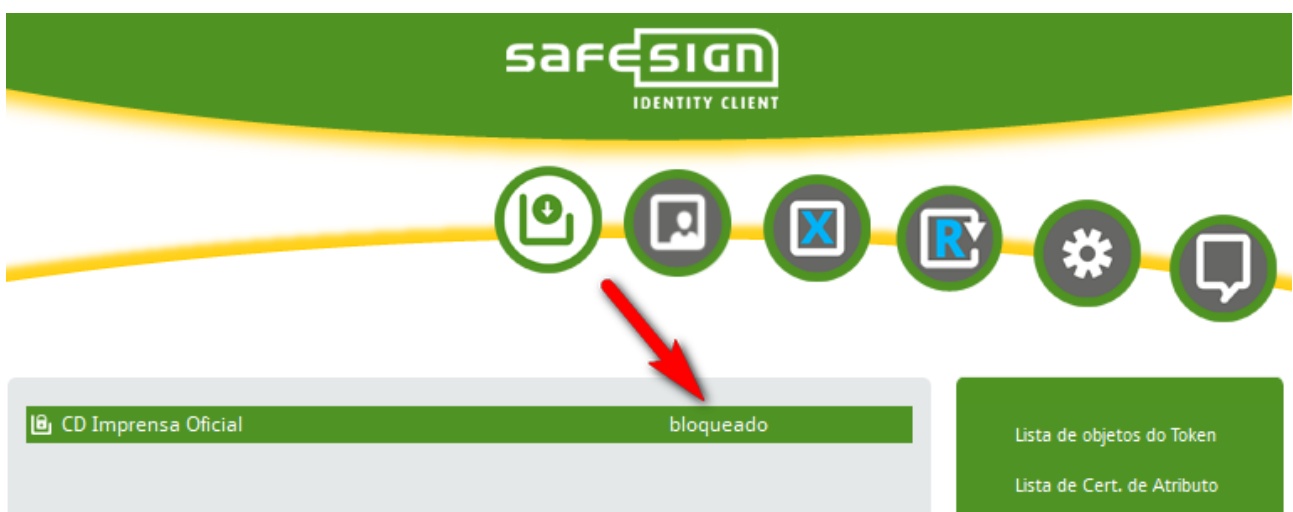 safesign
IDENTITY CLIENT
X
R
CD Imprensa Oficial bloqueado
Lista de objetos do Token
Lista de Cert. de Atributo